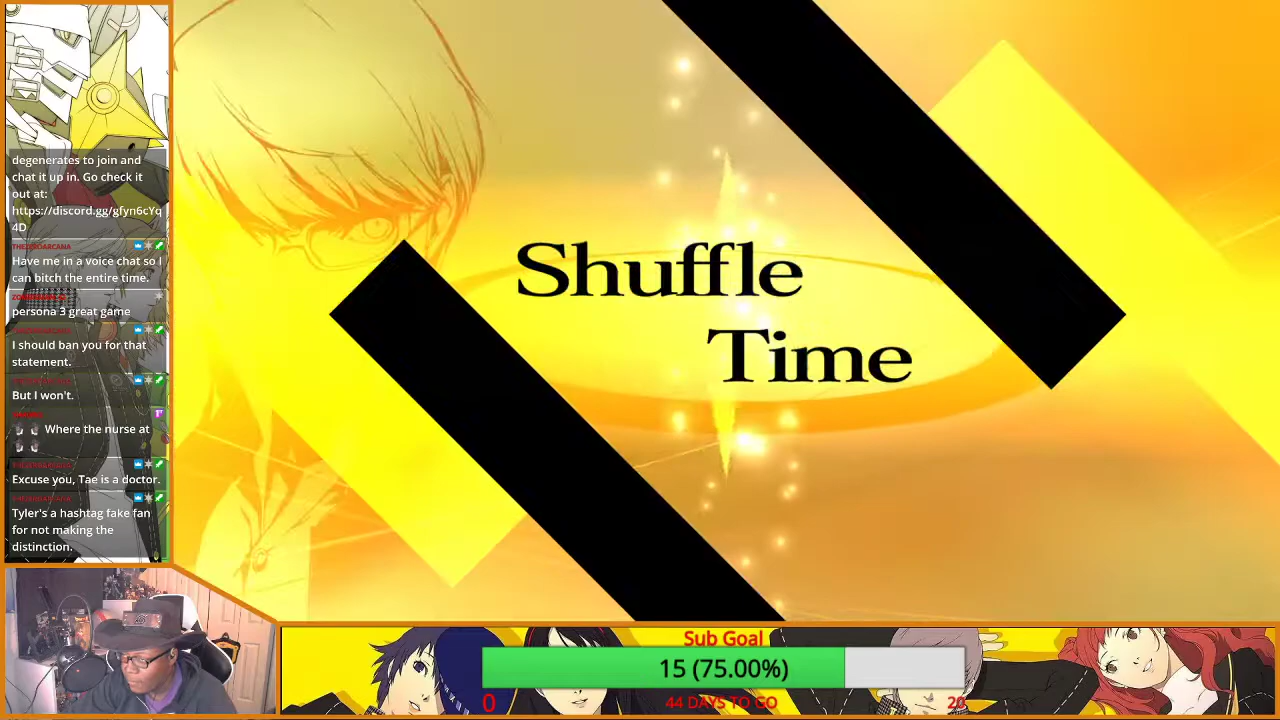 degenerates to join and
chat it up in. Go check it
out at:
https://discord.gg/gfyn6cYq
4D
THEZEROARCANA
Have me in a voice chat so I
can bitch the entire time.
persona 3 great game
I should ban you for that
statement.
But I won't.
Where the nurse at
Excuse you, Tae is a doctor.
Tyler's a hashtag fake fan
for not making the
distinction.
Shuffle
Time
Sub Goal
15 (75.00%)
0
44 DAYS TO GO
20